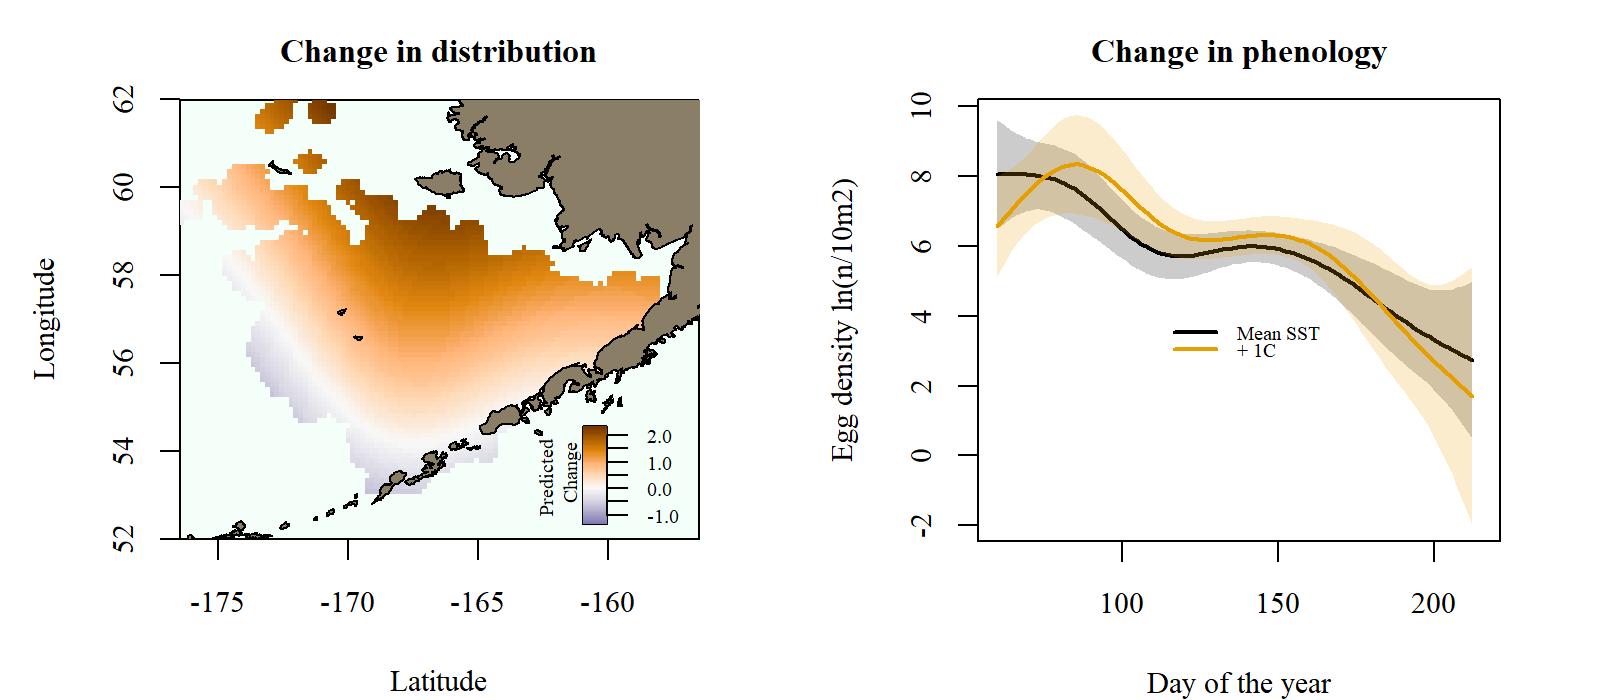 Change in distribution
62
60
58
56
54
52
Longitude
-175
-170
-165
-160
Latitude
Predicted
Change
2.0
1.0
0.0
-1.0
Change in phenology
10
8
6
4
2
0
-2
Egg density ln(n/10m2)
Mean SST
+ 1C
100
150
200
Day of the year